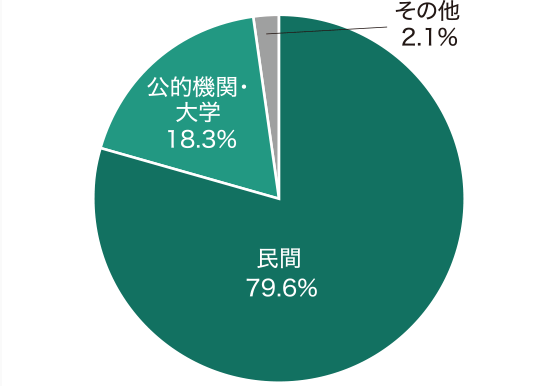 その他
2.1%
公的機関・
大学
18.3%
民間
79.6%